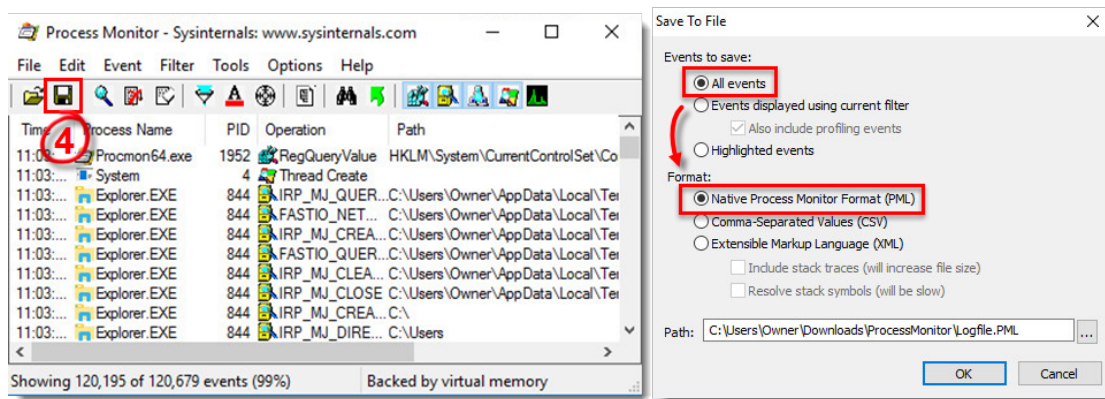 Process Monitor - Sysinternals: www.sysinternals.com
File Edit Event Filter Tools Options Help
4
Time Process Name PID Operation Path
11:03:... Procmon64.exe 1952 RegQueryValue HKLM\System\CurrentControlSet\Co
11:03:... System 4 Thread Create
11:03:... Explorer.EXE 844 IRP_MJ_QUER... C:\Users\Owner\AppData\Local\Ter
11:03:... Explorer.EXE 844 FASTIO_NET... C:\Users\Owner\AppData\Local\Ter
11:03:... Explorer.EXE 844 IRP_MJ_CREA... C:\Users\Owner\AppData\Local\Ter
11:03:... Explorer.EXE 844 FASTIO_QUER... C:\Users\Owner\AppData\Local\Ter
11:03:... Explorer.EXE 844 IRP_MJ_CLEA... C:\Users\Owner\AppData\Local\Ter
11:03:... Explorer.EXE 844 IRP_MJ_CLOSE C:\Users\Owner\AppData\Local\Ter
11:03:... Explorer.EXE 844 IRP_MJ_CREA... C:\
11:03:... Explorer.EXE 844 IRP_MJ_DIRE... C:\Users
Showing 120,195 of 120,679 events (99%) Backed by virtual memory
Save To File
Events to save:
All events
Events displayed using current filter
Also include profiling events
Highlighted events
Format:
Native Process Monitor Format (PML)
Comma-Separated Values (CSV)
Extensible Markup Language (XML)
Include stack traces (will increase file size)
Resolve stack symbols (will be slow)
Path: C:\Users\Owner\Downloads\ProcessMonitor\Logfile.PML ...
OK Cancel